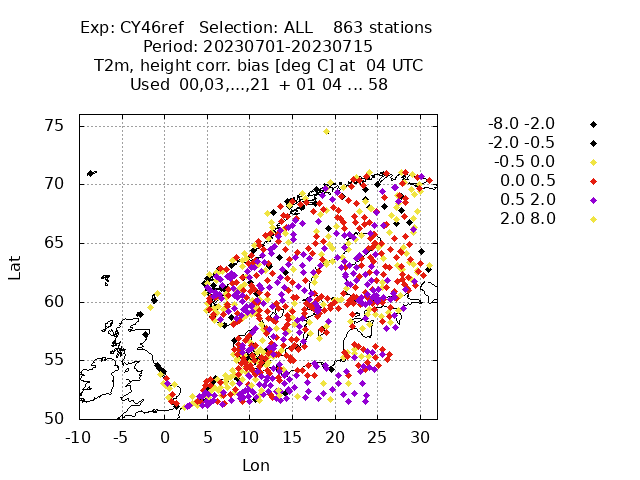 Exp: CY46ref   Selection: ALL    863 stations
Period: 20230701-20230715
T2m, height corr. bias [deg C] at  04 UTC
Used  00,03,...,21  + 01 04 ... 58
-8.0 -2.0
-2.0 -0.5
-0.5 0.0
0.0 0.5
0.5 2.0
2.0 8.0
75
70
65
60
55
50
Lat
-10 -5 0 5 10 15 20 25 30
Lon